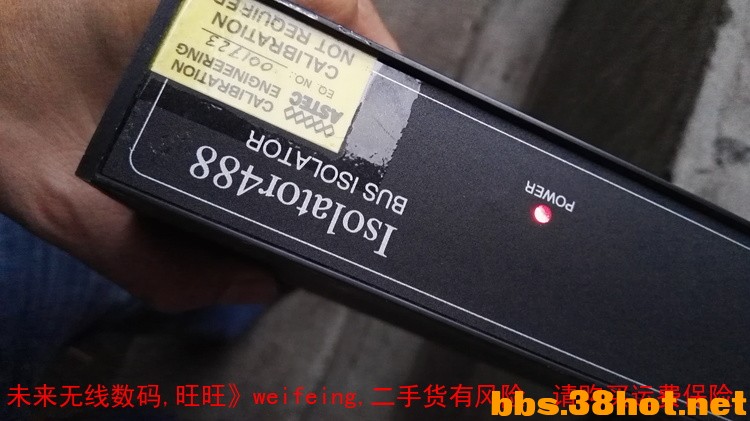 CALIBRATION
NOT REQUIRED
ASTEC
ENGINEERING
CALIBRATION
EQ NO.: 001723
Isolator488
BUS ISOLATOR
POWER
未来无线数码,旺旺》weifeing,二手货有风险，请购买运费保险
bbs.38hot.net